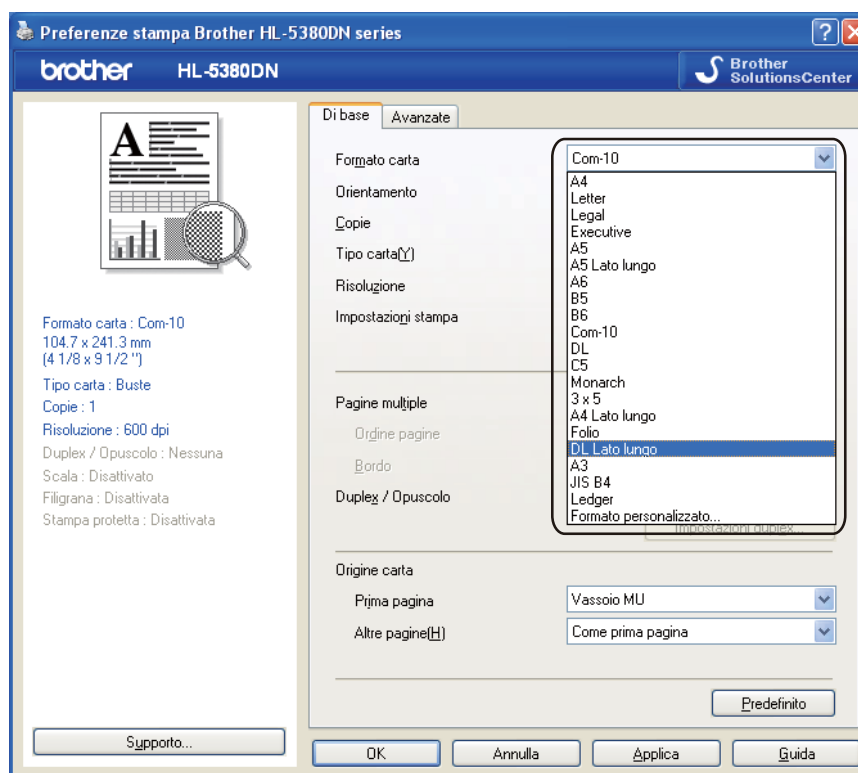 Preferenze stampa Brother HL-5380DN series
brother HL-5380DN
Brother
SolutionsCenter
Di base Avanzate
A
Formato carta Com-10
A4
Letter
Legal
Executive
A5
A5 Lato lungo
A6
B5
B6
Com-10
DL
C5
Monarch
3 x 5
A4 Lato lungo
Folio
DL Lato lungo
A3
JIS B4
Ledger
Formato personalizzato...
Orientamento
Copie
Tipo carta(Y)
Risoluzione
Impostazioni stampa
Pagine multiple
Ordine pagine
Bordo
Duplex / Opuscolo
Impostazioni duplex...
Origine carta
Prima pagina Vassoio MU
Altre pagine(H) Come prima pagina
Predefinito
Formato carta : Com-10
104.7 x 241.3 mm
(4 1/8 x 9 1/2 ")
Tipo carta : Buste
Copie : 1
Risoluzione : 600 dpi
Duplex / Opuscolo : Nessuna
Scala : Disattivato
Filigrana : Disattivata
Stampa protetta : Disattivata
Supporto...
OK Annulla Applica Guida